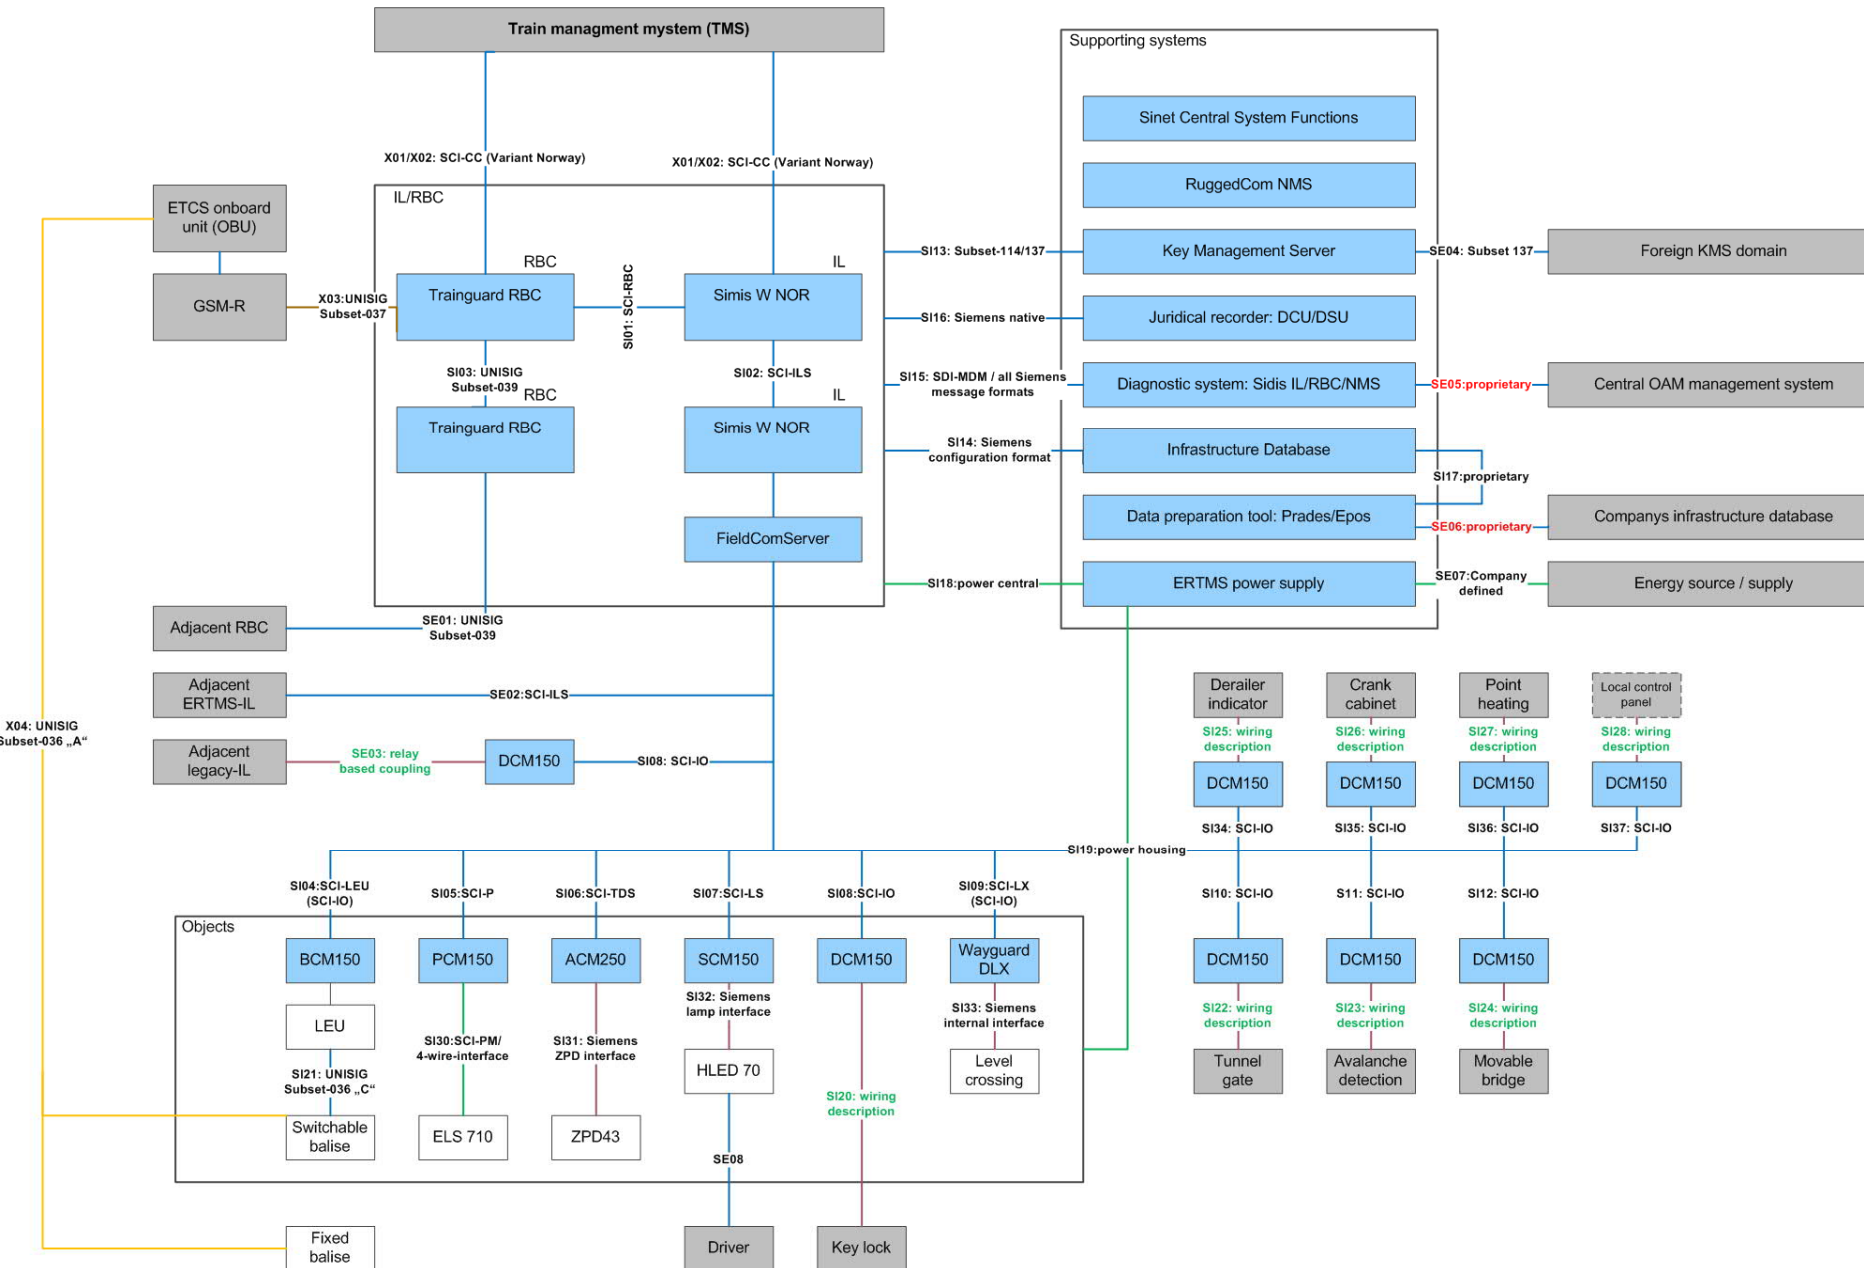 Train managment mystem (TMS)
Supporting systems
Sinet Central System Functions
X01/X02: SCI-CC (Variant Norway)
X01/X02: SCI-CC (Variant Norway)
RuggedCom NMS
IL/RBC
ETCS onboard
unit (OBU)
SI13: Subset-114/137
Key Management Server
SE04: Subset 137
Foreign KMS domain
RBC
IL
GSM-R
X03:UNISIG
Subset-037
Trainguard RBC
SI01: SCI-RBC
Simis W NOR
SI16: Siemens native
Juridical recorder: DCU/DSU
SI03: UNISIG
Subset-039
SI02: SCI-ILS
SI15: SDI-MDM / all Siemens
message formats
Diagnostic system: Sidis IL/RBC/NMS
SE05:proprietary
Central OAM management system
RBC
IL
Trainguard RBC
Simis W NOR
SI14: Siemens
configuration format
Infrastructure Database
SI17:proprietary
FieldComServer
Data preparation tool: Prades/Epos
SE06:proprietary
Companys infrastructure database
SI18:power central
ERTMS power supply
SE07:Company
defined
Energy source / supply
Adjacent RBC
SE01: UNISIG
Subset-039
Adjacent
ERTMS-IL
SE02:SCI-ILS
Derailer
indicator
Crank
cabinet
Point
heating
Local control
panel
X04: UNISIG
Subset-036 „A“
SI25: wiring
description
SI26: wiring
description
SI27: wiring
description
SI28: wiring
description
Adjacent
legacy-IL
SE03: relay
based coupling
DCM150
SI08: SCI-IO
DCM150
DCM150
DCM150
DCM150
SI34: SCI-IO
SI35: SCI-IO
SI36: SCI-IO
SI37: SCI-IO
SI19:power housing
SI04:SCI-LEU
(SCI-IO)
SI05:SCI-P
SI06:SCI-TDS
SI07:SCI-LS
SI08:SCI-IO
SI09:SCI-LX
(SCI-IO)
SI10: SCI-IO
S11: SCI-IO
SI12: SCI-IO
Objects
BCM150
PCM150
ACM250
SCM150
DCM150
Wayguard
DLX
DCM150
DCM150
DCM150
SI32: Siemens
lamp interface
SI33: Siemens
internal interface
SI22: wiring
description
SI23: wiring
description
SI24: wiring
description
LEU
SI30:SCI-PM/
4-wire-interface
SI31: Siemens
ZPD interface
HLED 70
Level
crossing
Tunnel
gate
Avalanche
detection
Movable
bridge
SI21: UNISIG
Subset-036 „C“
SI20: wiring
description
Switchable
balise
ELS 710
ZPD43
SE08
Fixed
balise
Driver
Key lock